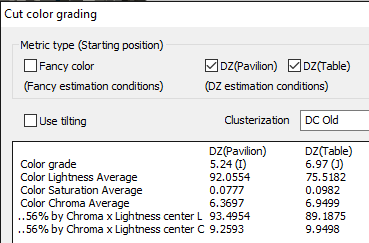 Cut color grading
Metric type (Starting position)
Fancy color DZ(Pavilion) DZ(Table)
(Fancy estimation conditions) (DZ estimation conditions)
Use tilting Clusterization DC Old
DZ(Pavilion) DZ(Table)
Color grade 5.24 (I) 6.97 (J)
Color Lightness Average 92.0554 75.5182
Color Saturation Average 0.0777 0.0982
Color Chroma Average 6.3697 6.9499
..56% by Chroma x Lightness center L 93.4954 89.1875
..56% by Chroma x Lightness center C 9.2593 9.9498